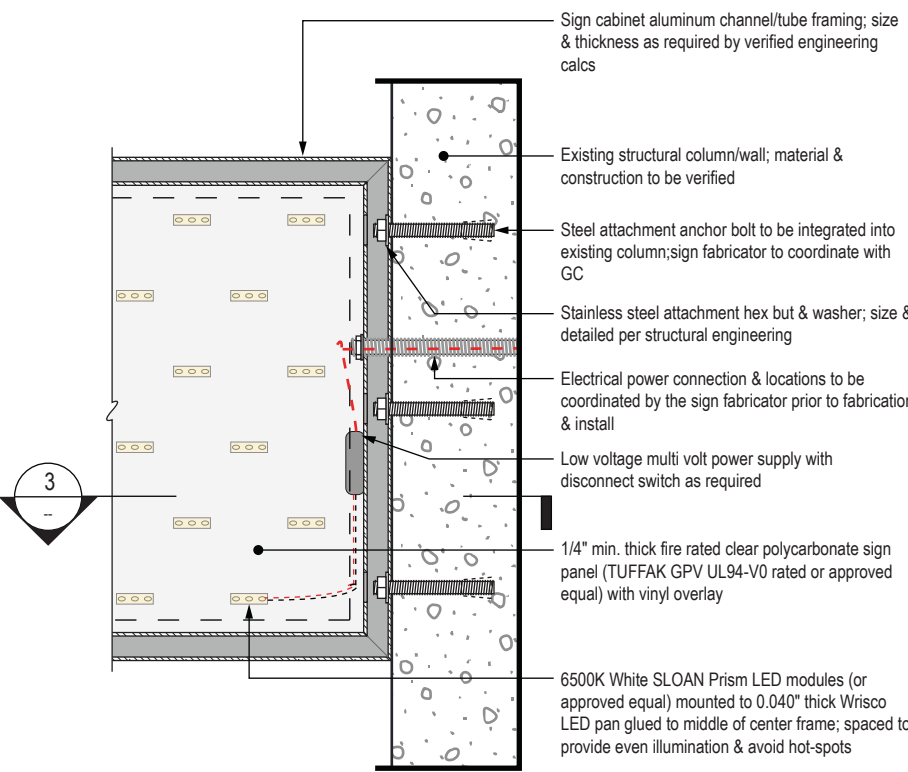 Sign cabinet aluminum channel/tube framing; size
& thickness as required by verified engineering
calcs
Existing structural column/wall; material &
construction to be verified
Steel attachment anchor bolt to be integrated into
existing column;sign fabricator to coordinate with
GC
Stainless steel attachment hex but & washer; size &
detailed per structural engineering
Electrical power connection & locations to be
coordinated by the sign fabricator prior to fabrication
& install
Low voltage multi volt power supply with
disconnect switch as required
3
--
1/4" min. thick fire rated clear polycarbonate sign
panel (TUFFAK GPV UL94-V0 rated or approved
equal) with vinyl overlay
6500K White SLOAN Prism LED modules (or
approved equal) mounted to 0.040" thick Wrisco
LED pan glued to middle of center frame; spaced to
provide even illumination & avoid hot-spots